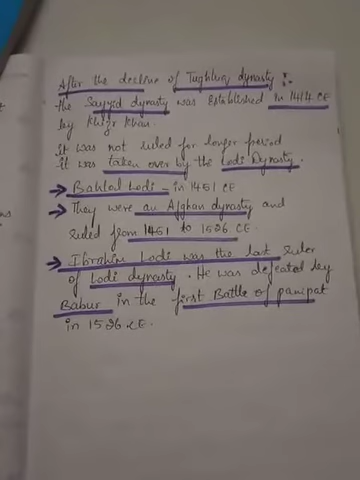 After the decline of Tughluq dynasty :
the Sayyid dynasty was Established in 1414 CE
by Khizr Khan.
It was not ruled for longer period
it was taken over by the Lodi Dynasty.
→ Bahlol Lodi - in 1451 CE
→ They were an Afghan dynasty and
ruled from 1451 to 1526 CE.
→ Ibrahim Lodi was the last ruler
of Lodi dynasty. He was defeated by
Babur in the first Battle of panipat
in 1526 CE.